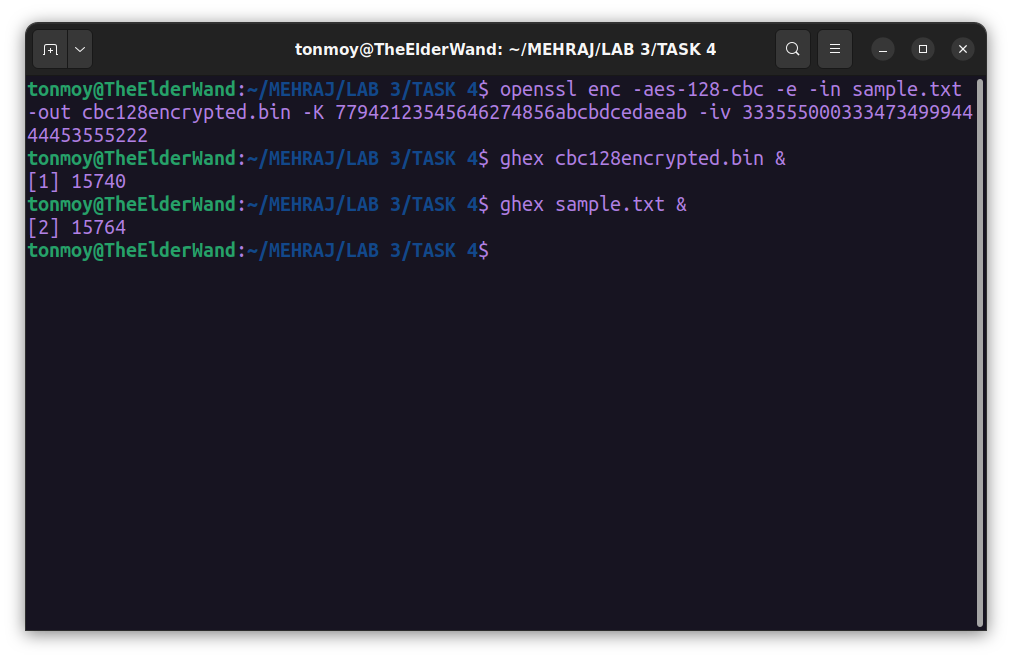 tonmoy@TheElderWand: ~/MEHRAJ/LAB 3/TASK 4
tonmoy@TheElderWand:~/MEHRAJ/LAB 3/TASK 4$ openssl enc -aes-128-cbc -e -in sample.txt
-out cbc128encrypted.bin -K 77942123545646274856abcbdcedaeab -iv 333555500033347349994​4
44453555222
tonmoy@TheElderWand:~/MEHRAJ/LAB 3/TASK 4$ ghex cbc128encrypted.bin &
[1] 15740
tonmoy@TheElderWand:~/MEHRAJ/LAB 3/TASK 4$ ghex sample.txt &
[2] 15764
tonmoy@TheElderWand:~/MEHRAJ/LAB 3/TASK 4$